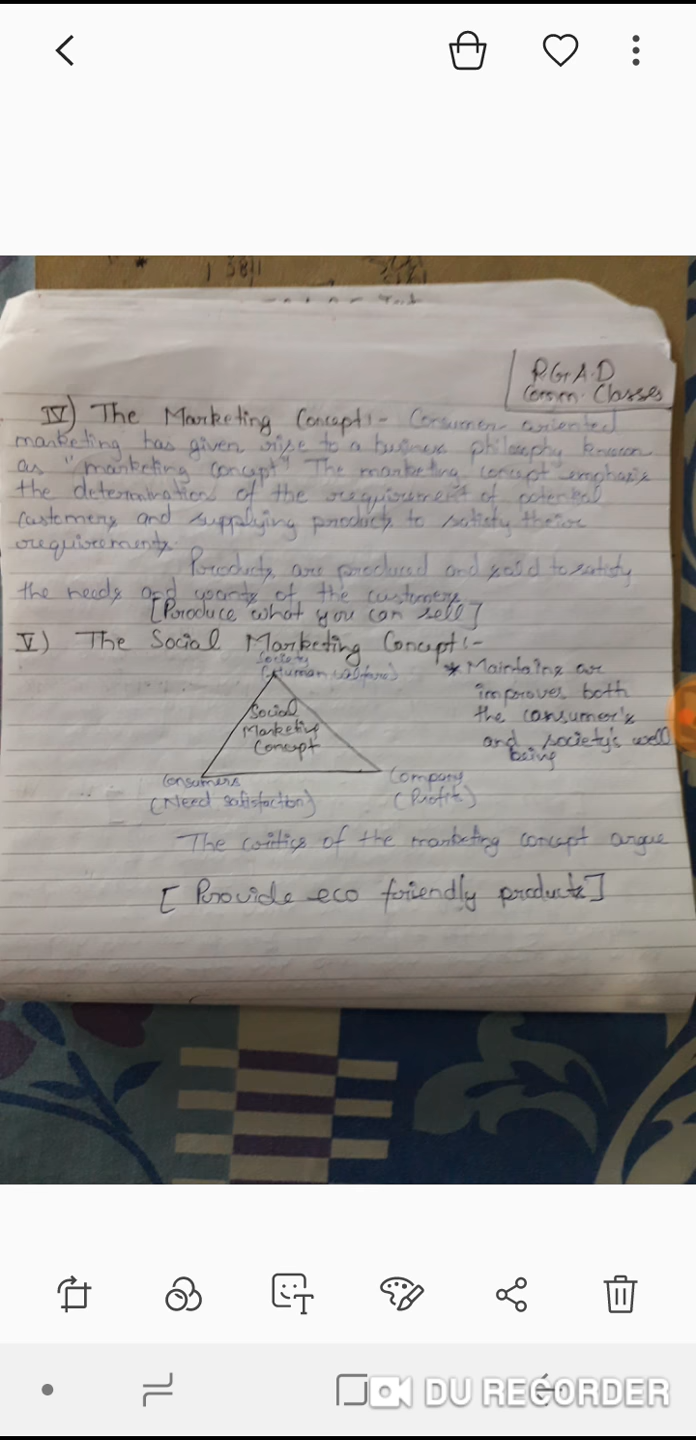 R.G.A.D
Comm. Classes
IV) The Marketing Concept :- Consumer- oriented
marketing has given rise to a business philosophy known
as "marketing concept" The marketing concept emphasis
the determination of the requirement of potential
customers and supplying products to satisfy their
requirements.
Products are produced and sold to satisfy
the needs and wants of the customers.
[Produce what you can sell]
V) The Social Marketing Concept :-
Society
(Human Welfare)
* Maintains or
improves both
the consumer's
and society's well
being
Social
Marketing
Concept
Consumers
(Need satisfaction)
Company
(Profit)
The critics of the marketing concept argue
[ Provide eco friendly products]
DU RECORDER